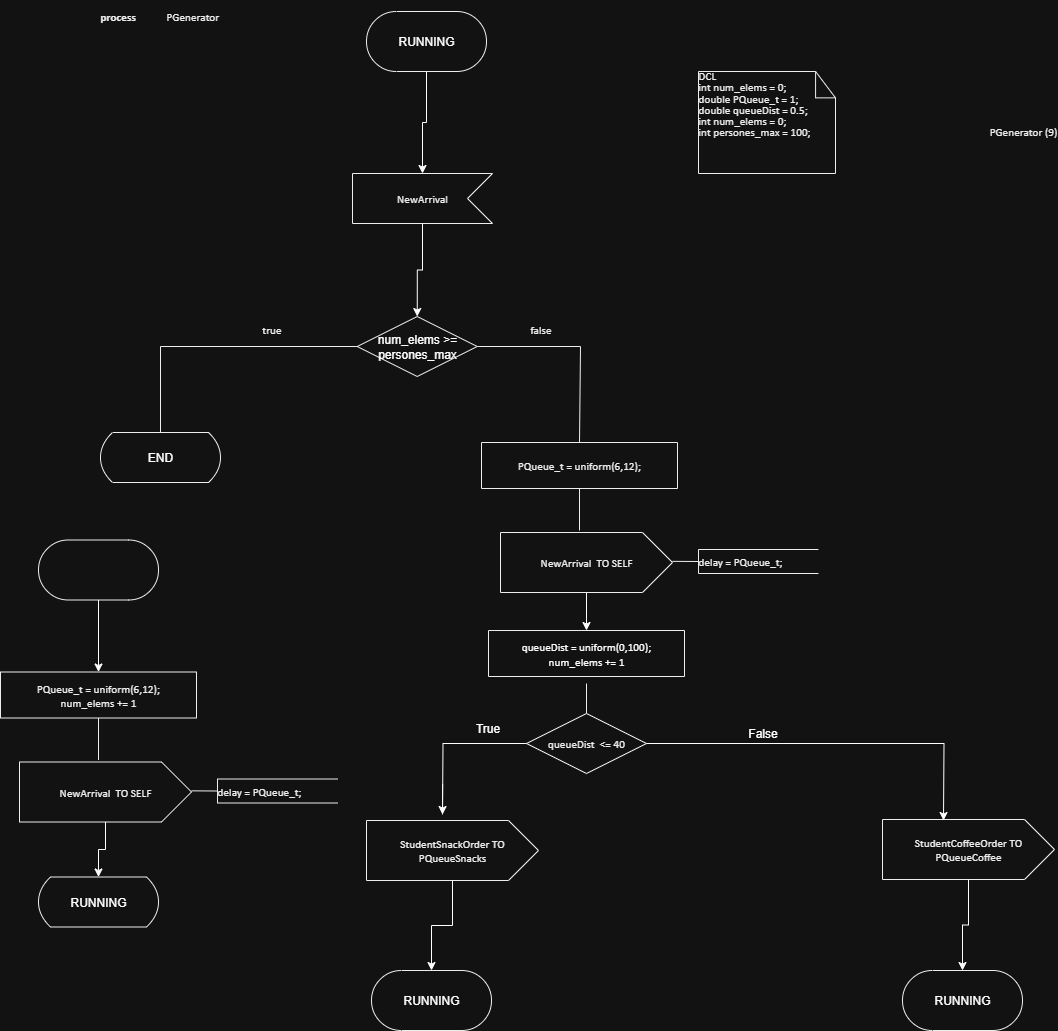 process PGenerator
RUNNING
DCL
int num_elems = 0;
double PQueue_t = 1;
double queueDist = 0.5;
int num_elems = 0;
int persones_max = 100;
PGenerator (9)
NewArrival
true
false
num_elems >=
persones_max
END
PQueue_t = uniform(6,12);
NewArrival TO SELF
delay = PQueue_t;
queueDist = uniform(0,100);
num_elems += 1
PQueue_t = uniform(6,12);
num_elems += 1
True
False
queueDist <= 40
NewArrival TO SELF
delay = PQueue_t;
StudentSnackOrder TO
PQueueSnacks
StudentCoffeeOrder TO
PQueueCoffee
RUNNING
RUNNING
RUNNING